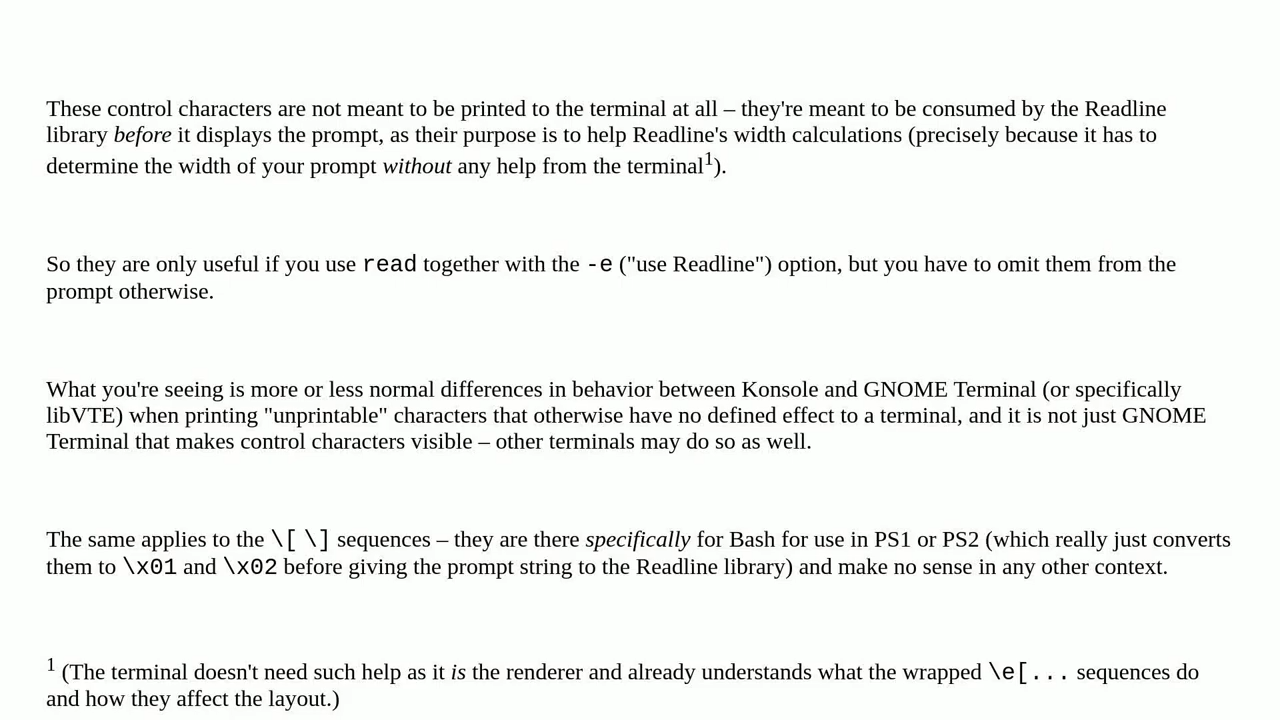 These control characters are not meant to be printed to the terminal at all – they're meant to be consumed by the Readline
library before it displays the prompt, as their purpose is to help Readline's width calculations (precisely because it has to
determine the width of your prompt without any help from the terminal1).
So they are only useful if you use read together with the -e ("use Readline") option, but you have to omit them from the
prompt otherwise.
What you're seeing is more or less normal differences in behavior between Konsole and GNOME Terminal (or specifically
libVTE) when printing "unprintable" characters that otherwise have no defined effect to a terminal, and it is not just GNOME
Terminal that makes control characters visible – other terminals may do so as well.
The same applies to the \[ \] sequences – they are there specifically for Bash for use in PS1 or PS2 (which really just converts
them to \x01 and \x02 before giving the prompt string to the Readline library) and make no sense in any other context.
1 (The terminal doesn't need such help as it is the renderer and already understands what the wrapped \e[... sequences do
and how they affect the layout.)